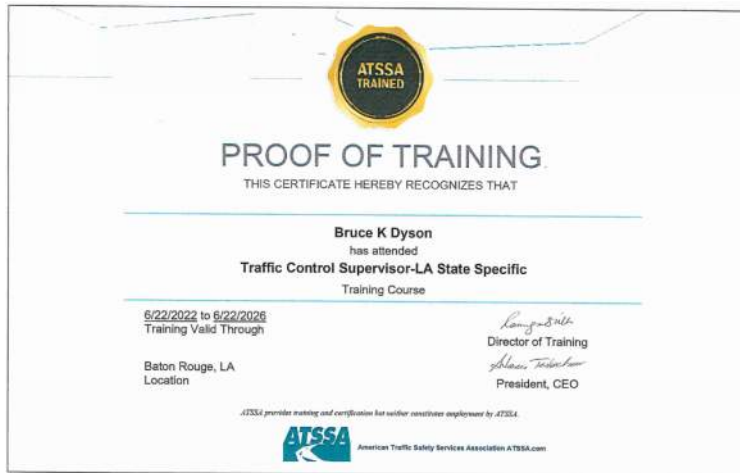 ATSSA
TRAINED
PROOF OF TRAINING
THIS CERTIFICATE HEREBY RECOGNIZES THAT
Bruce K Dyson
has attended
Traffic Control Supervisor-LA State Specific
Training Course
6/22/2022 to 6/22/2026
Training Valid Through
Director of Training
Baton Rouge, LA
Location
President, CEO
ATSSA provides training and certification but neither constitutes employment by ATSSA.
ATSSA
American Traffic Safety Services Association ATSSA.com